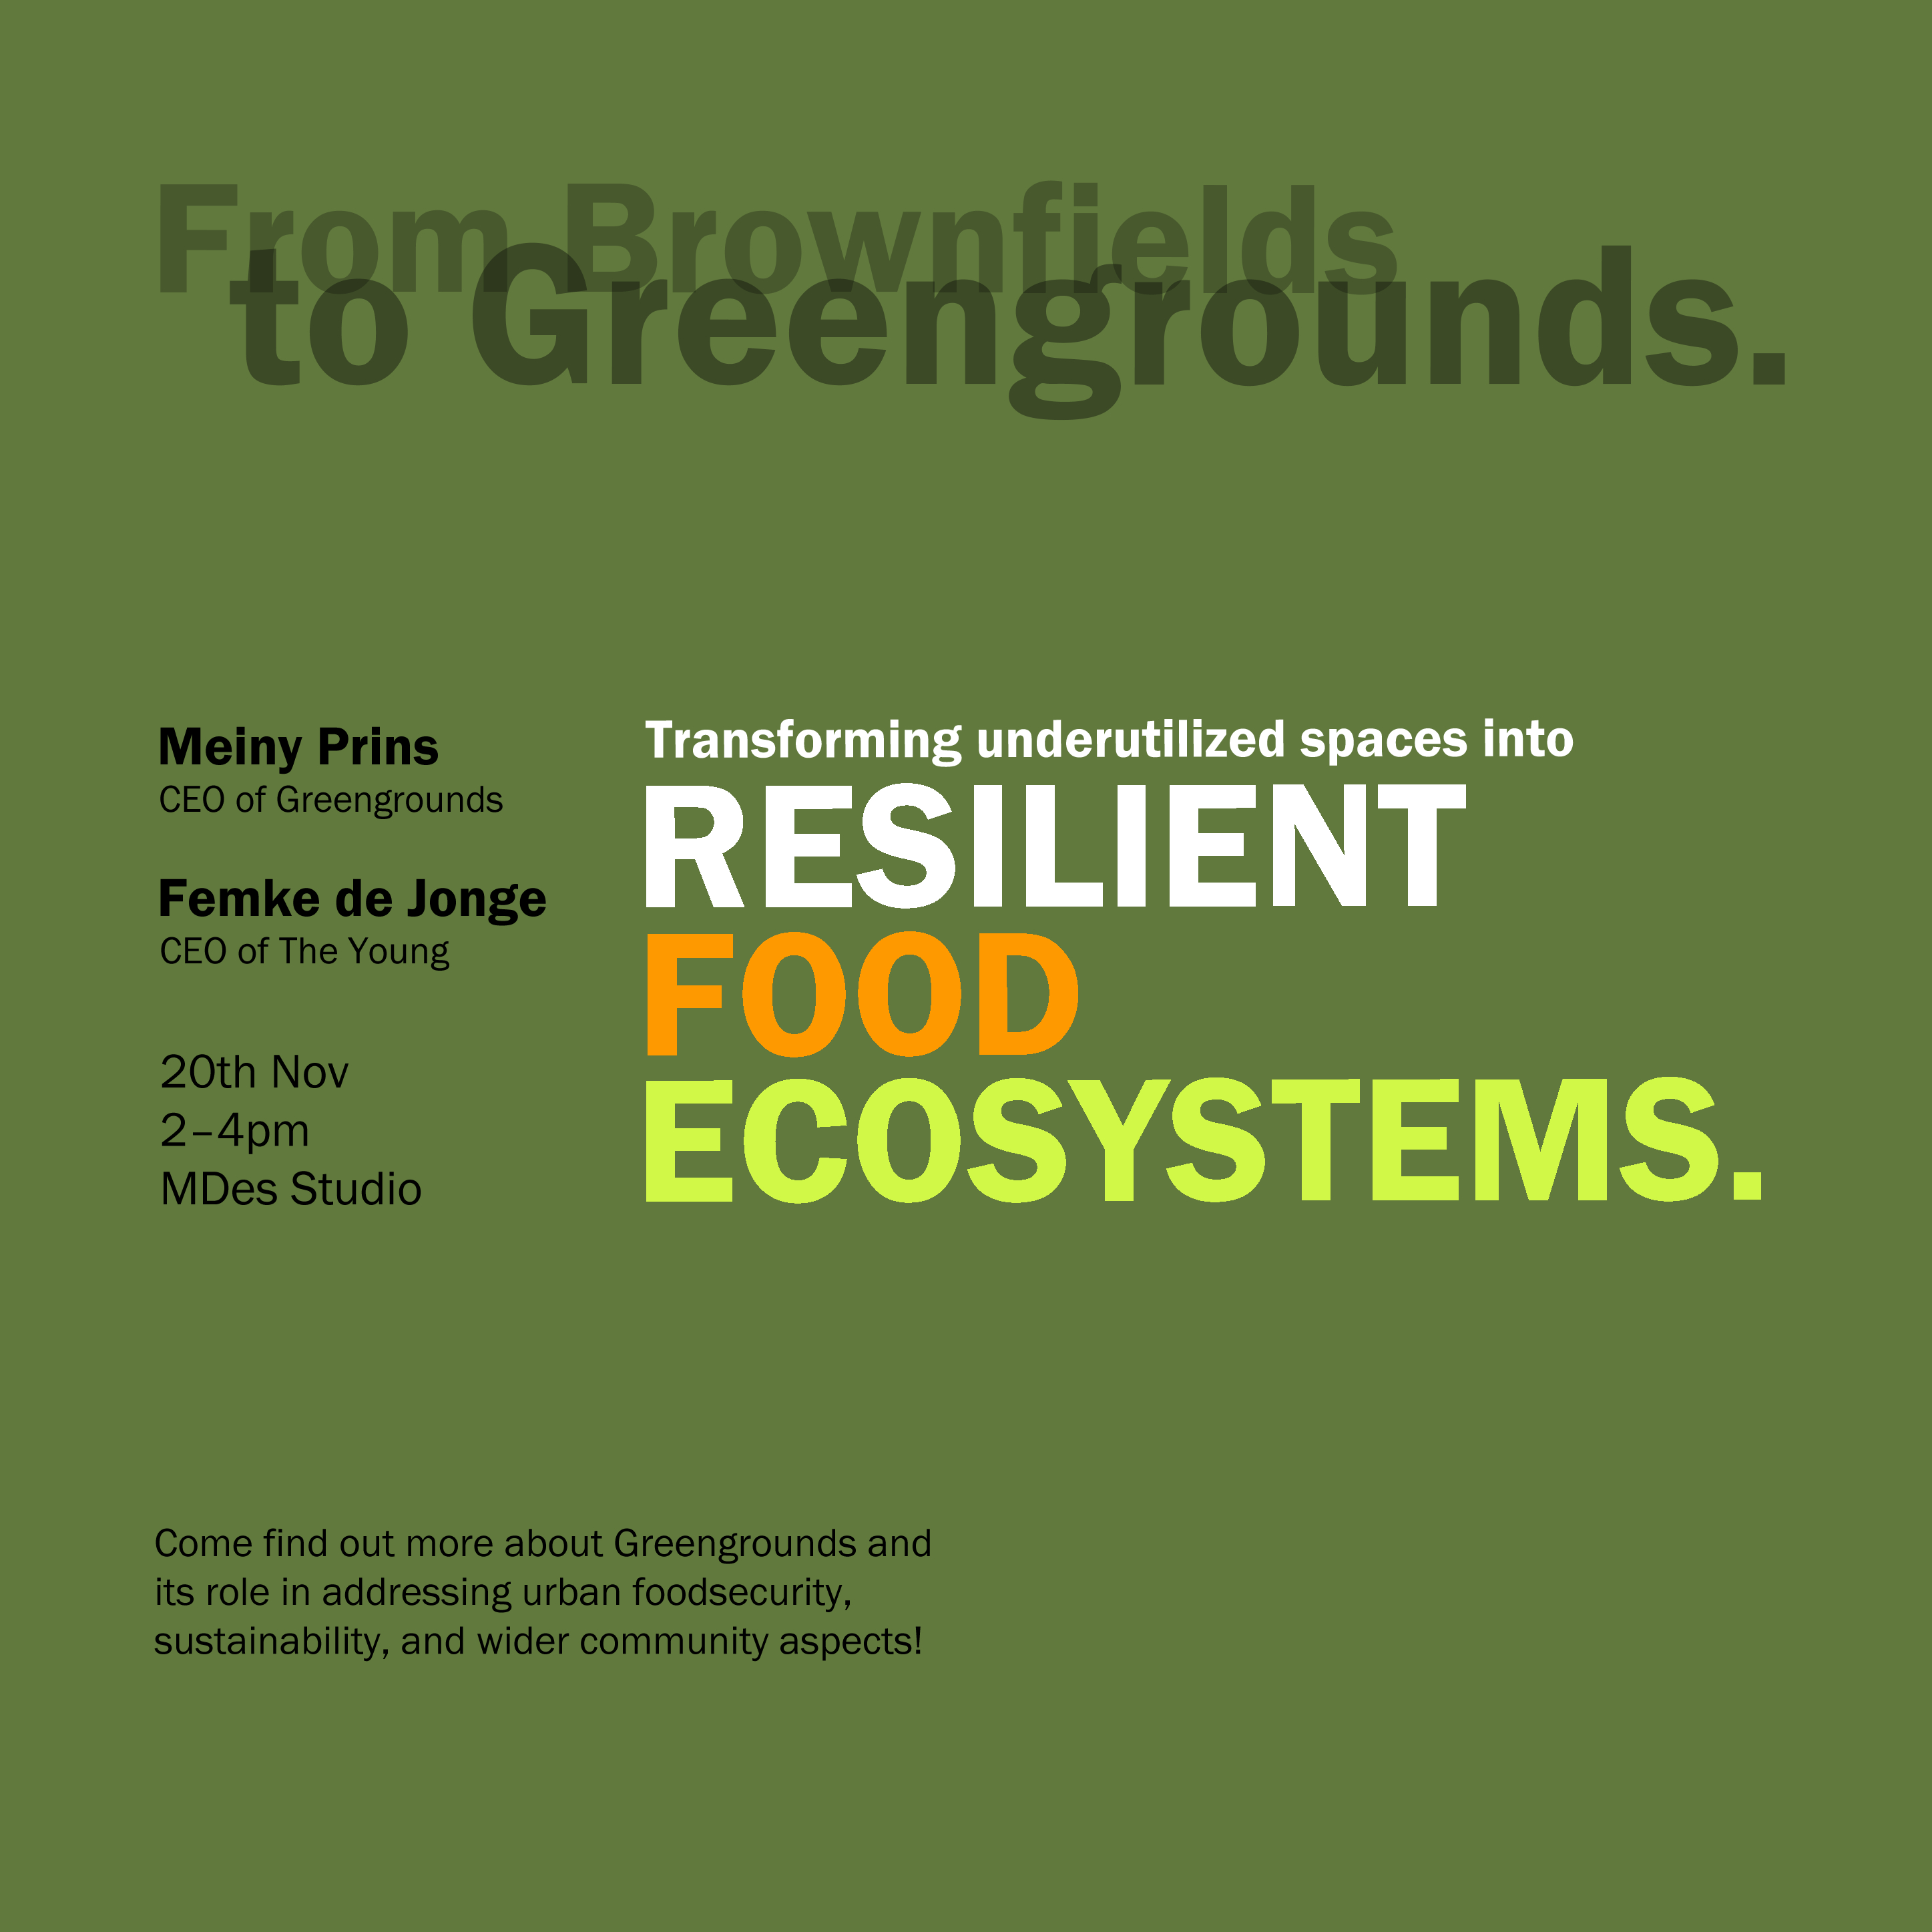 From Brownfields
to Greengrounds.
Meiny Prins
CEO of Greengrounds
Femke de Jonge
CEO of The Young
20th Nov
2–4pm
MDes Studio
Transforming underutilized spaces into
RESILIENT
FOOD
ECOSYSTEMS.
Come find out more about Greengrounds and
its role in addressing urban foodsecurity,
sustainability, and wider community aspects!